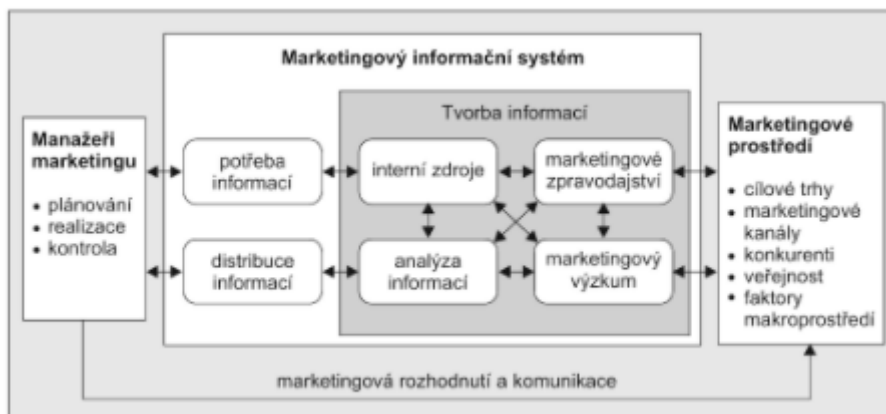 Marketingový informační systém
Tvorba informací
Manažeři
marketingu
• plánování
• realizace
• kontrola
potřeba
informací
interní zdroje
marketingové
zpravodajství
distribuce
informací
analýza
informací
marketingový
výzkum
Marketingové
prostředí
• cílové trhy
• marketingové
kanály
• konkurenti
• veřejnost
• faktory
makroprostředí
marketingová rozhodnutí a komunikace